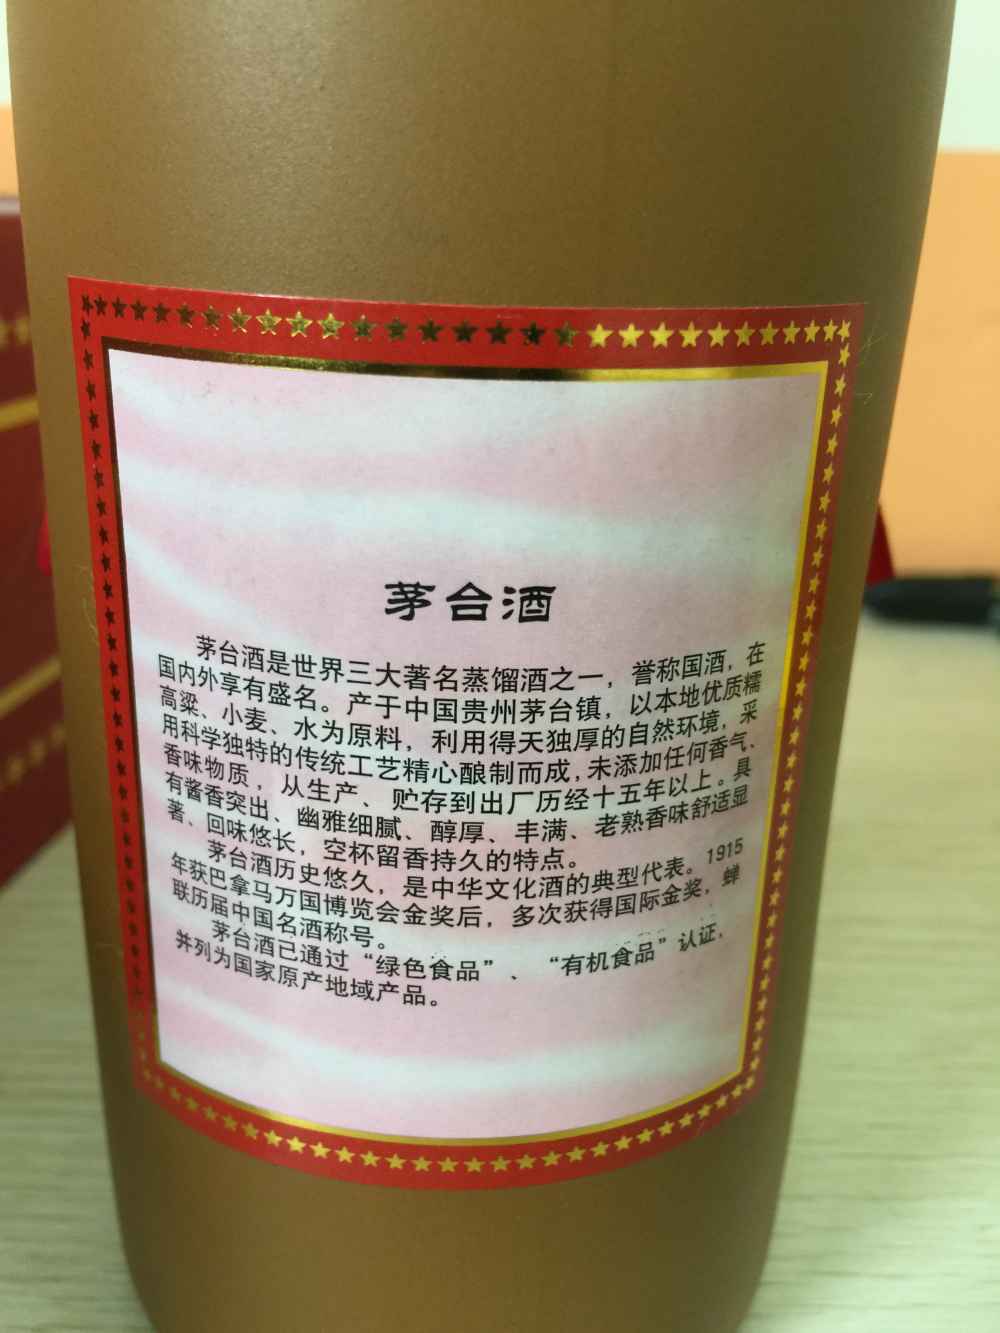 茅台酒
茅台酒是世界三大著名蒸馏酒之一，誉称国酒，在
国内外享有盛名。产于中国贵州茅台镇，以本地优质糯
高粱、小麦、水为原料，利用得天独厚的自然环境，采
用科学独特的传统工艺精心酿制而成，未添加任何香气、
香味物质，从生产、贮存到出厂历经十五年以上。具
有酱香突出、幽雅细腻、醇厚、丰满、老熟香味舒适显
著、回味悠长，空杯留香持久的特点。
茅台酒历史悠久，是中华文化酒的典型代表。1915
年获巴拿马万国博览会金奖后，多次获得国际金奖，蝉
联历届中国名酒称号。
茅台酒已通过“绿色食品”、“有机食品”认证，
并列为国家原产地域产品。